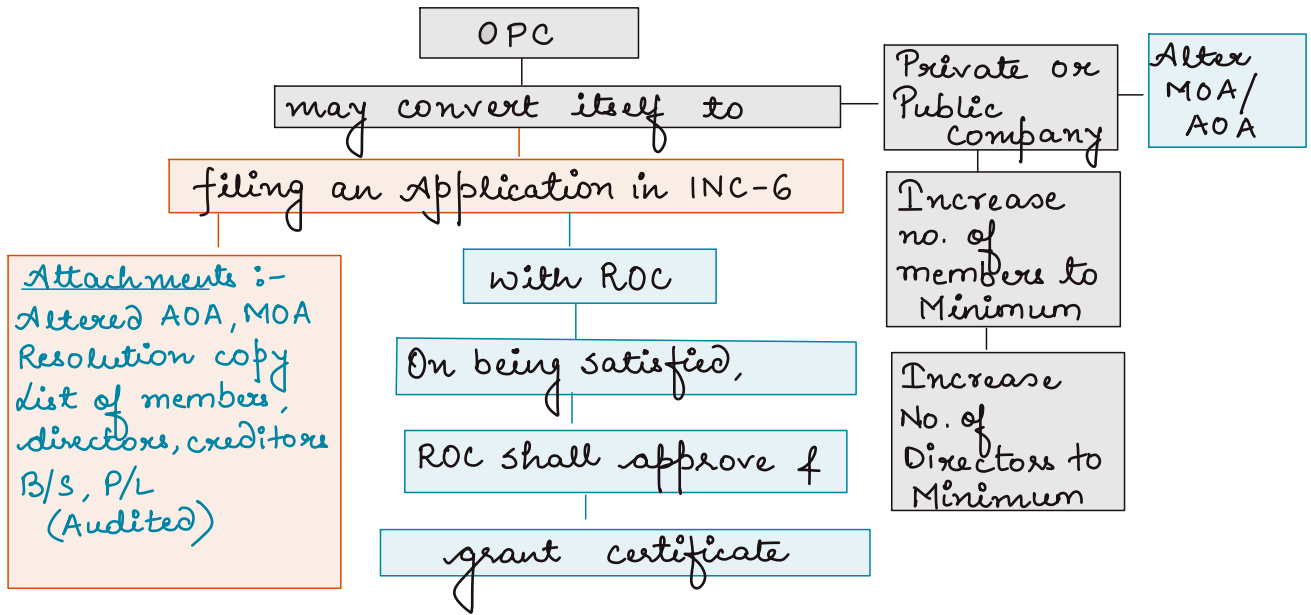 OPC
may convert itself to
Private or
Public
company
Alter
MOA/
AOA
filing an Application in INC-6
Increase
no. of
members to
Minimum
Increase
No. of
Directors to
Minimum
Attachments :-
Altered AOA, MOA
Resolution copy
List of members,
directors, creditors
B/S, P/L
(Audited)
with ROC
On being satisfied,
ROC shall approve &
grant certificate